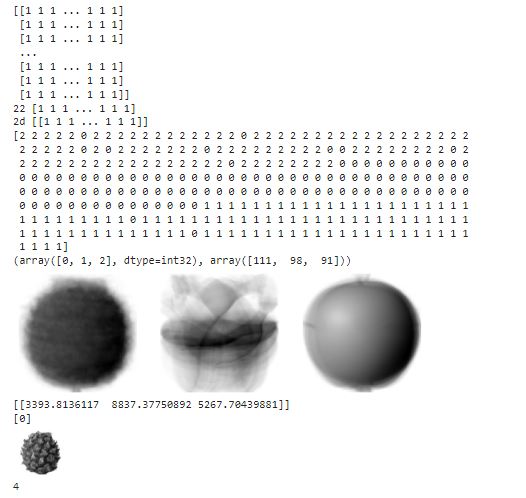 [[1 1 1 ... 1 1 1]
[1 1 1 ... 1 1 1]
[1 1 1 ... 1 1 1]
...
[1 1 1 ... 1 1 1]
[1 1 1 ... 1 1 1]
[1 1 1 ... 1 1 1]]
22 [1 1 1 ... 1 1 1]
2d [[1 1 1 ... 1 1 1]]
[2 2 2 2 2 0 2 2 2 2 2 2 2 2 2 2 2 2 0 2 2 2 2 2 2 2 2 2 2 2 2 2 2 2 2 2 2
2 2 2 2 2 0 2 0 2 2 2 2 2 2 2 2 2 2 2 2 2 2 2 2 2 0 0 2 2 2 2 2 2 2 2 0 2
2 2 2 2 2 0 2 2 2 2 2 2 2 2 2 2 2 0 2 2 2 2 2 2 2 2 0 0 0 0 0 0 0 0 0 0 0
0 0 0 0 0 0 0 0 0 0 0 0 0 0 0 0 0 0 0 0 0 0 0 0 0 0 0 0 0 0 0 0 0 0 0 0 0
0 0 0 0 0 0 0 0 0 0 0 0 0 0 0 0 0 0 0 0 0 0 0 0 0 0 0 0 0 0 0 0 0 0 0 0 0
0 0 0 0 0 0 0 0 0 0 0 0 0 0 0 1 1 1 1 1 1 1 1 1 1 1 1 1 1 1 1 1 1 1 1 1 1
1 1 1 1 1 1 1 1 1 0 1 1 1 1 1 1 1 1 1 1 1 1 1 1 1 1 1 1 1 1 1 1 1 1 1 1 1
1 1 1 1 1 1 1 1 1 1 1 1 1 1 0 1 1 1 1 1 1 1 1 1 1 1 1 1 1 1 1 1 1 1 1 1 1
1 1 1 1]
(array([0, 1, 2], dtype=int32), array([111,  98,  91]))
[[3393.8136117  8837.37750892 5267.70439881]]
[0]
4